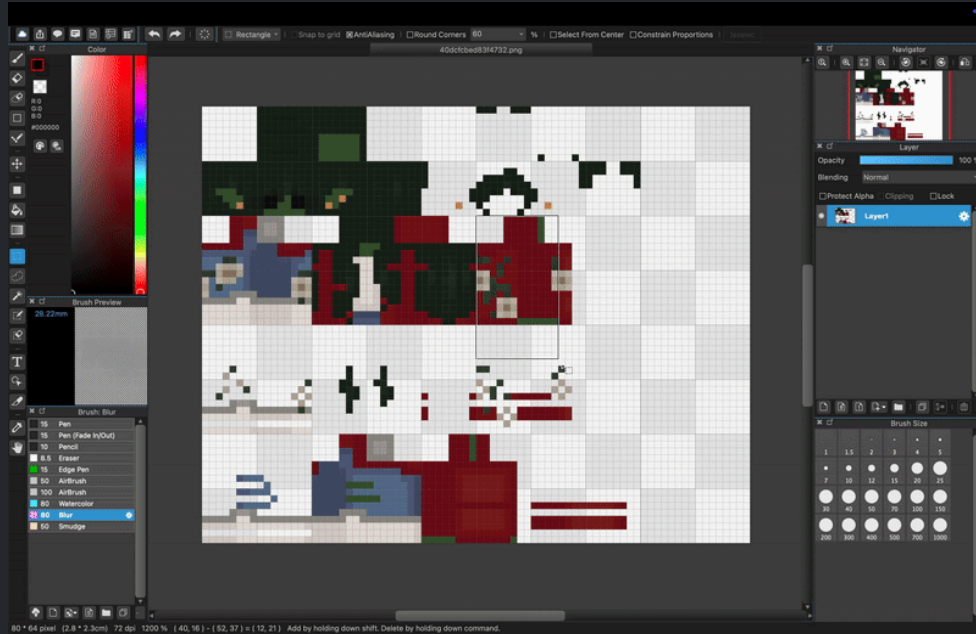 Rectangle Snap to grid AntiAliasing Round Corners 60 % Select From Center Constrain Proportions
40dcfcbed83f4732.png
Color
R:0
G:0
B:0
#000000
Brush Preview
28.22mm
Brush: Blur
15 Pen
15 Pen (Fade In/Out)
10 Pencil
8.5 Eraser
15 Edge Pen
50 AirBrush
100 AirBrush
80 Watercolor
80 Blur
50 Smudge
Navigator
Layer
Opacity 100
Blending Normal
Protect Alpha Clipping Lock
Layer1
Brush Size
1 1.5 2 3 4 5
7 10 12 15 20 25
30 40 50 70 100 150
200 300 400 500 700 1000
80 * 64 pixel (2.8 * 2.3cm) 72 dpi 1200 % ( 40, 16 ) - ( 52, 37 ) = ( 12, 21 ) Add by holding down shift. Delete by holding down command.